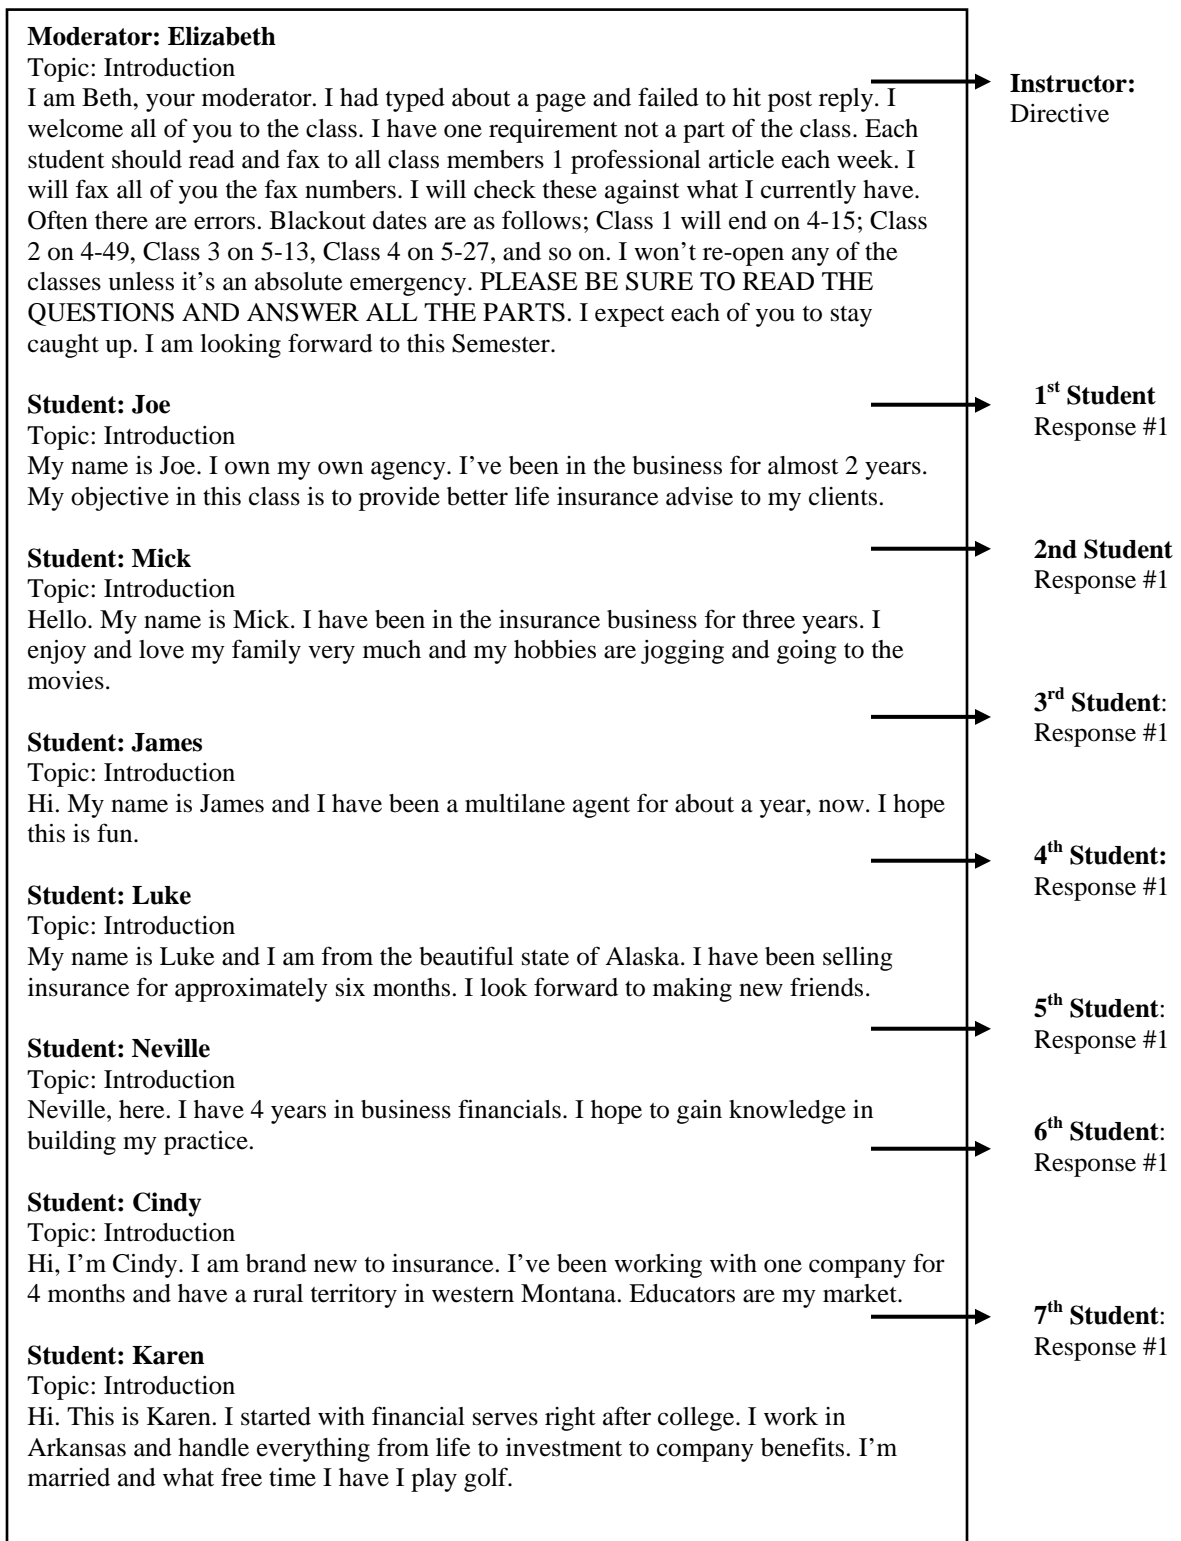 Moderator: Elizabeth
Topic: Introduction
I am Beth, your moderator. I had typed about a page and failed to hit post reply. I
welcome all of you to the class. I have one requirement not a part of the class. Each
student should read and fax to all class members 1 professional article each week. I
will fax all of you the fax numbers. I will check these against what I currently have.
Often there are errors. Blackout dates are as follows; Class 1 will end on 4-15; Class
2 on 4-49, Class 3 on 5-13, Class 4 on 5-27, and so on. I won’t re-open any of the
classes unless it’s an absolute emergency. PLEASE BE SURE TO READ THE
QUESTIONS AND ANSWER ALL THE PARTS. I expect each of you to stay
caught up. I am looking forward to this Semester.
Instructor:
Directive
Student: Joe
Topic: Introduction
My name is Joe. I own my own agency. I’ve been in the business for almost 2 years.
My objective in this class is to provide better life insurance advise to my clients.
1st Student
Response #1
Student: Mick
Topic: Introduction
Hello. My name is Mick. I have been in the insurance business for three years. I
enjoy and love my family very much and my hobbies are jogging and going to the
movies.
2nd Student
Response #1
Student: James
Topic: Introduction
Hi. My name is James and I have been a multilane agent for about a year, now. I hope
this is fun.
3rd Student:
Response #1
Student: Luke
Topic: Introduction
My name is Luke and I am from the beautiful state of Alaska. I have been selling
insurance for approximately six months. I look forward to making new friends.
4th Student:
Response #1
Student: Neville
Topic: Introduction
Neville, here. I have 4 years in business financials. I hope to gain knowledge in
building my practice.
5th Student:
Response #1
Student: Cindy
Topic: Introduction
Hi, I’m Cindy. I am brand new to insurance. I’ve been working with one company for
4 months and have a rural territory in western Montana. Educators are my market.
6th Student:
Response #1
Student: Karen
Topic: Introduction
Hi. This is Karen. I started with financial serves right after college. I work in
Arkansas and handle everything from life to investment to company benefits. I’m
married and what free time I have I play golf.
7th Student:
Response #1